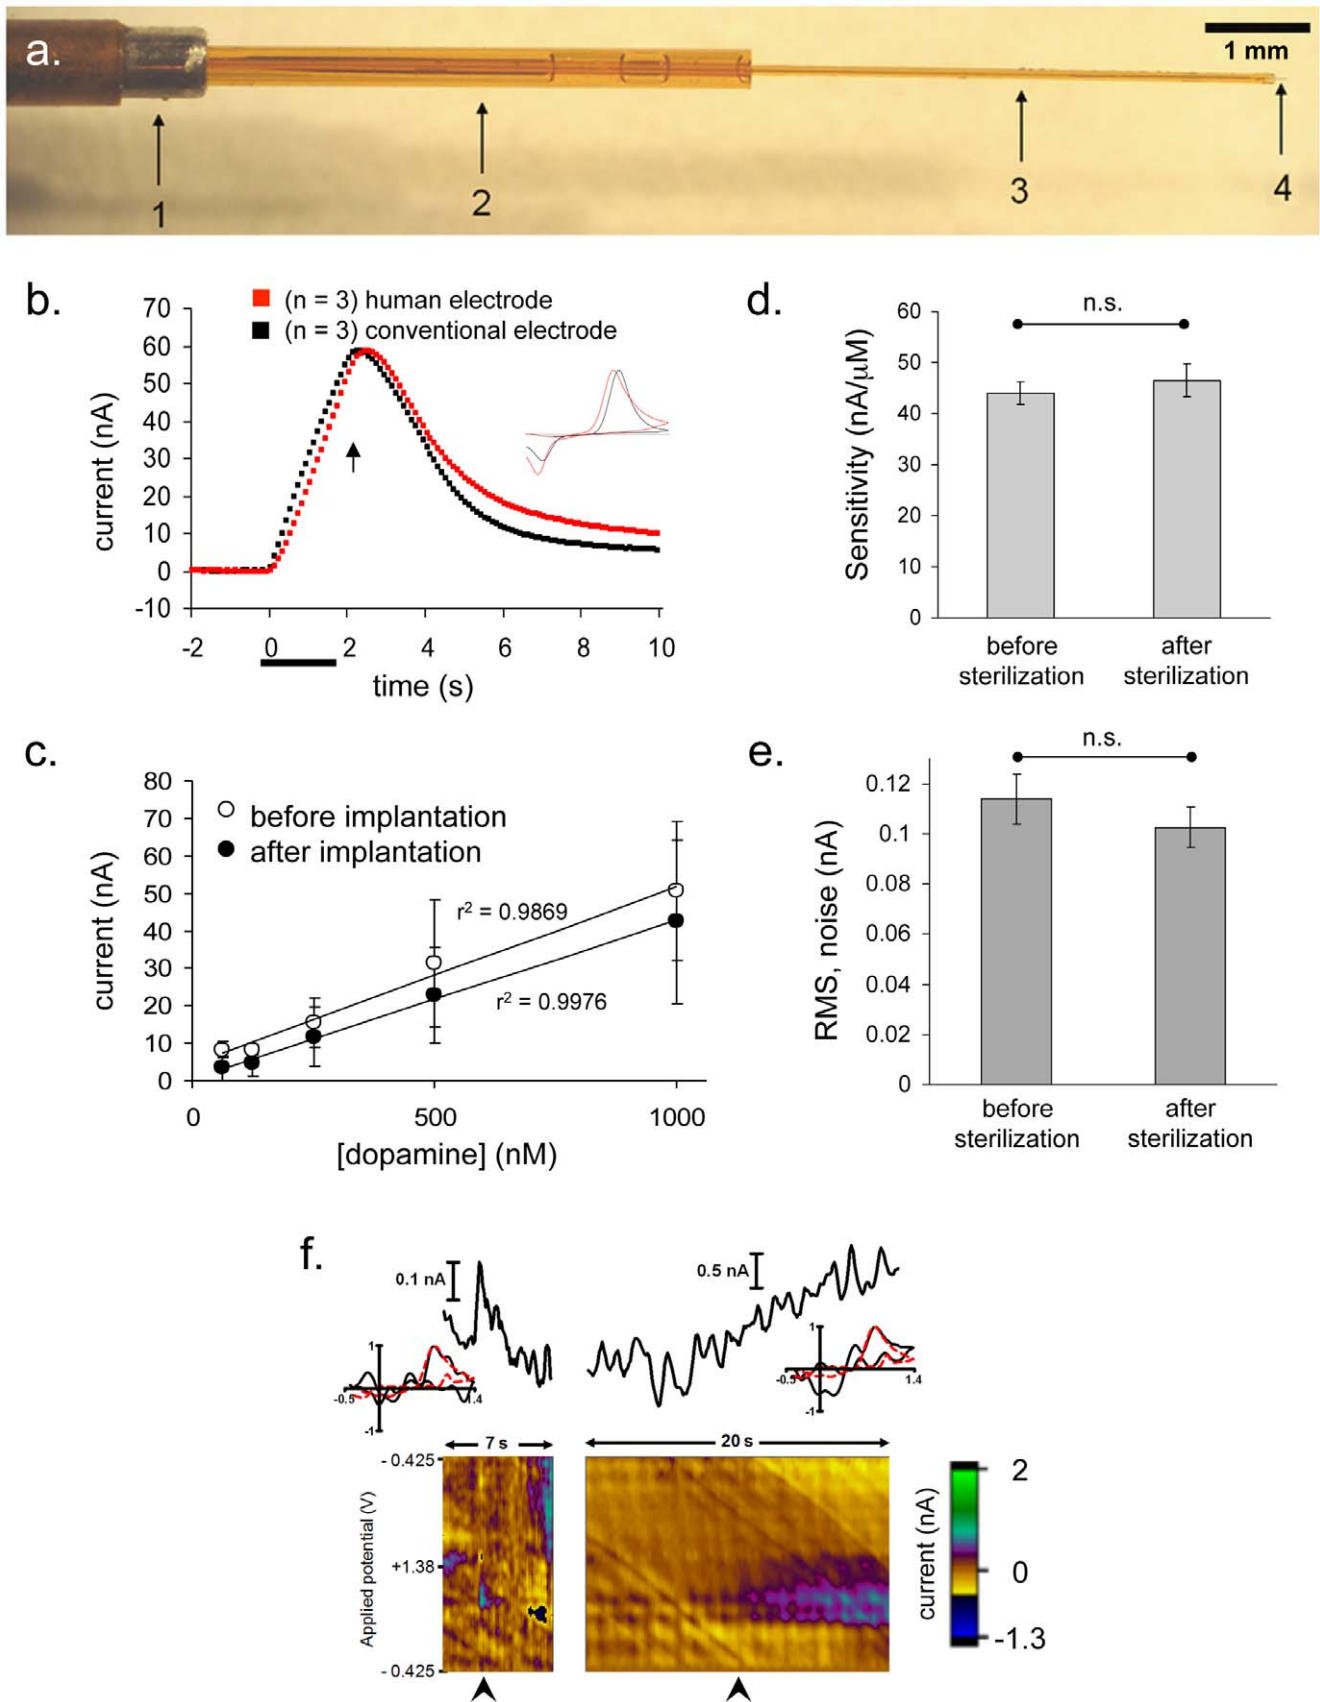 a.
1 mm
1
2
3
4
b.
(n = 3) human electrode
(n = 3) conventional electrode
70
60
50
40
30
20
10
0
-10
current (nA)
-2 0 2 4 6 8 10
time (s)
d.
n.s.
60
50
40
30
20
10
0
Sensitivity (nA/µM)
before
sterilization
after
sterilization
c.
before implantation
after implantation
80
70
60
50
40
30
20
10
0
current (nA)
r² = 0.9869
r² = 0.9976
0 500 1000
[dopamine] (nM)
e.
n.s.
0.12
0.1
0.08
0.06
0.04
0.02
0
RMS, noise (nA)
before
sterilization
after
sterilization
f.
0.1 nA
0.5 nA
1
-0.5
1.4
-1
1
-0.5
1.4
-1
7 s
20 s
- 0.425
+1.38
- 0.425
Applied potential (V)
current (nA)
2
0
-1.3